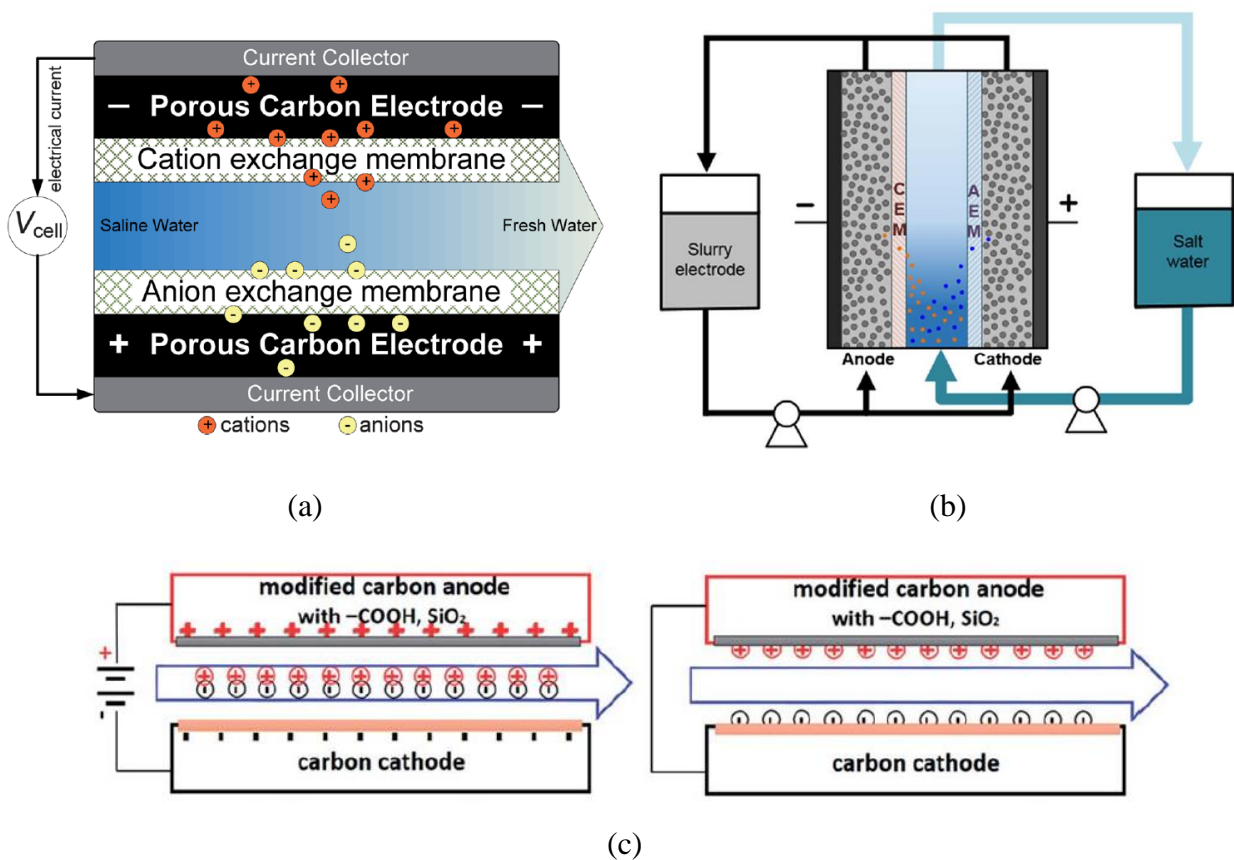 Current Collector
electrical current
− Porous Carbon Electrode −
Cation exchange membrane
Vcell
Saline Water
Fresh Water
Anion exchange membrane
+ Porous Carbon Electrode +
Current Collector
+ cations
- anions
(a)
Slurry
electrode
-
CEM
AEM
+
Salt
water
Anode
Cathode
(b)
modified carbon anode
with –COOH, SiO₂
carbon cathode
modified carbon anode
with –COOH, SiO₂
carbon cathode
(c)